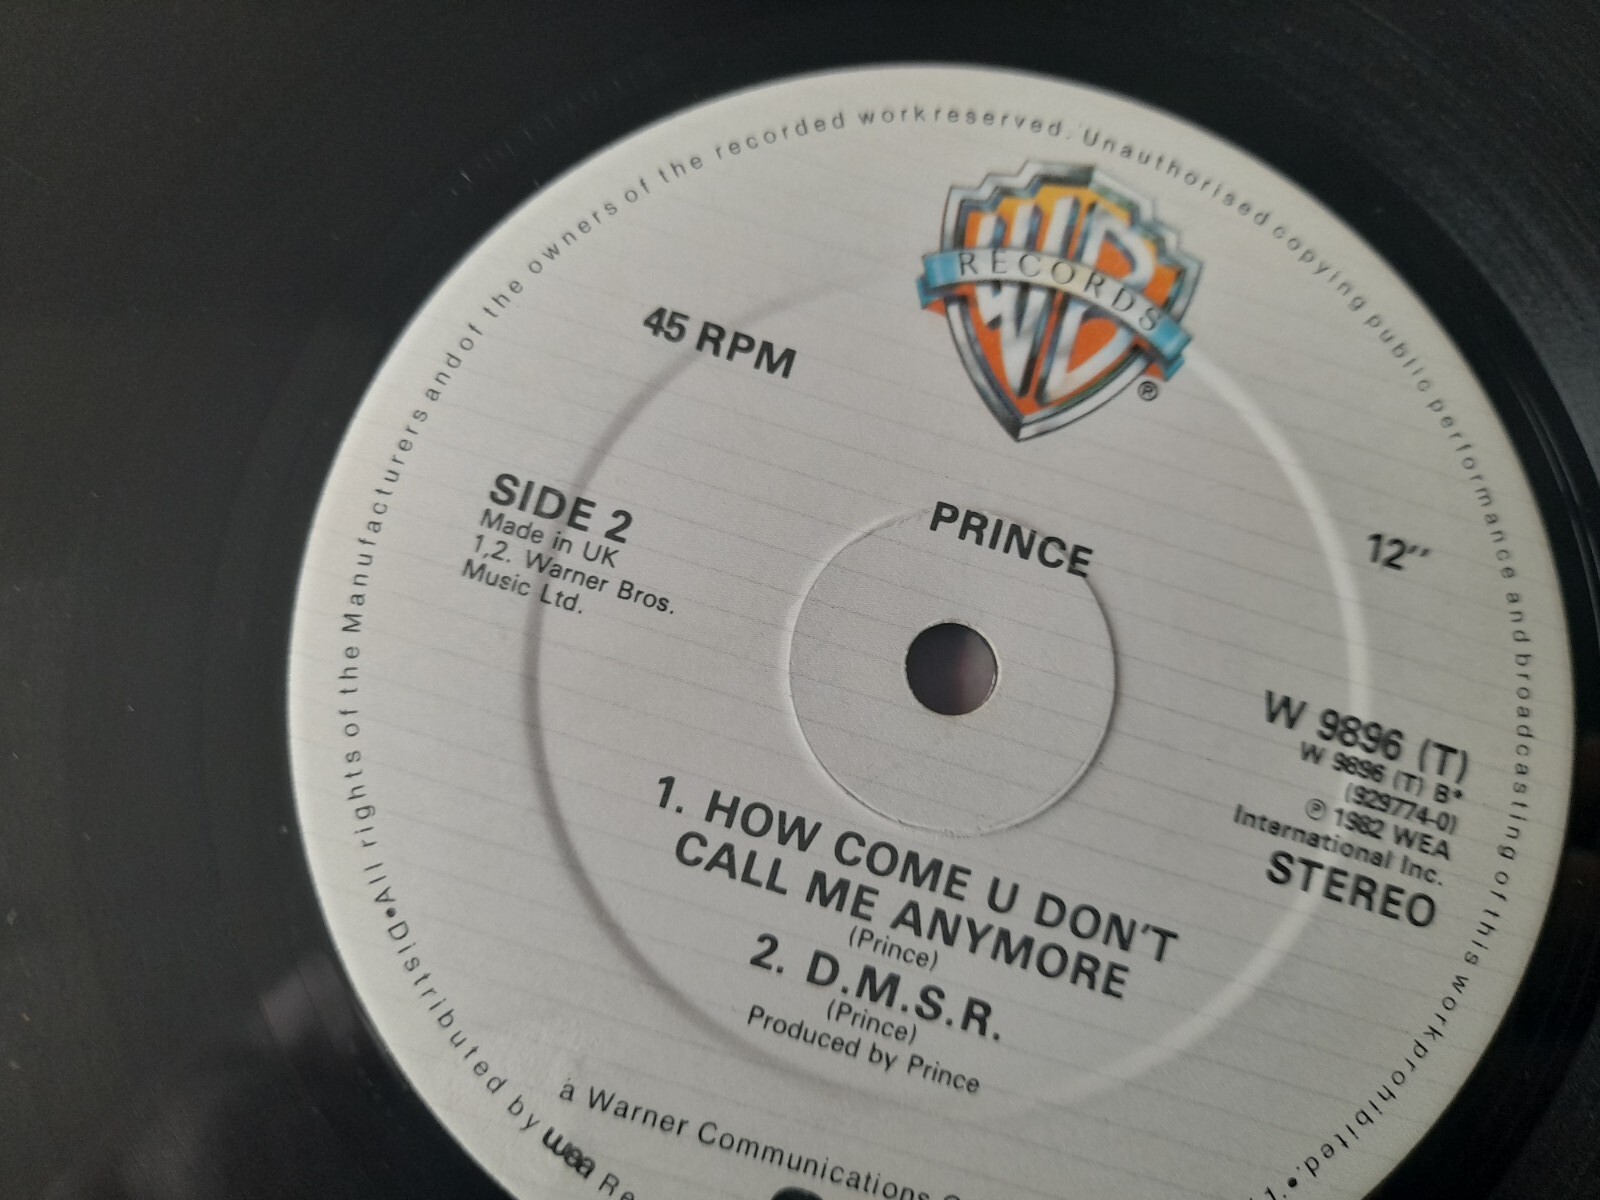 All rights of the Manufacturers and of the owners of the recorded work reserved. Unauthorised copying public performance and broadcasting of this work prohibited.
WB
RECORDS
®
45 RPM
SIDE 2
Made in UK
1,2. Warner Bros.
Music Ltd.
PRINCE
12"
W 9896 (T)
W 9896 (T) B*
(929774-0)
℗ 1982 WEA
International Inc.
STEREO
1. HOW COME U DON'T
CALL ME ANYMORE
(Prince)
2. D.M.S.R.
(Prince)
Produced by Prince
a Warner Communications
•Distributed by wea